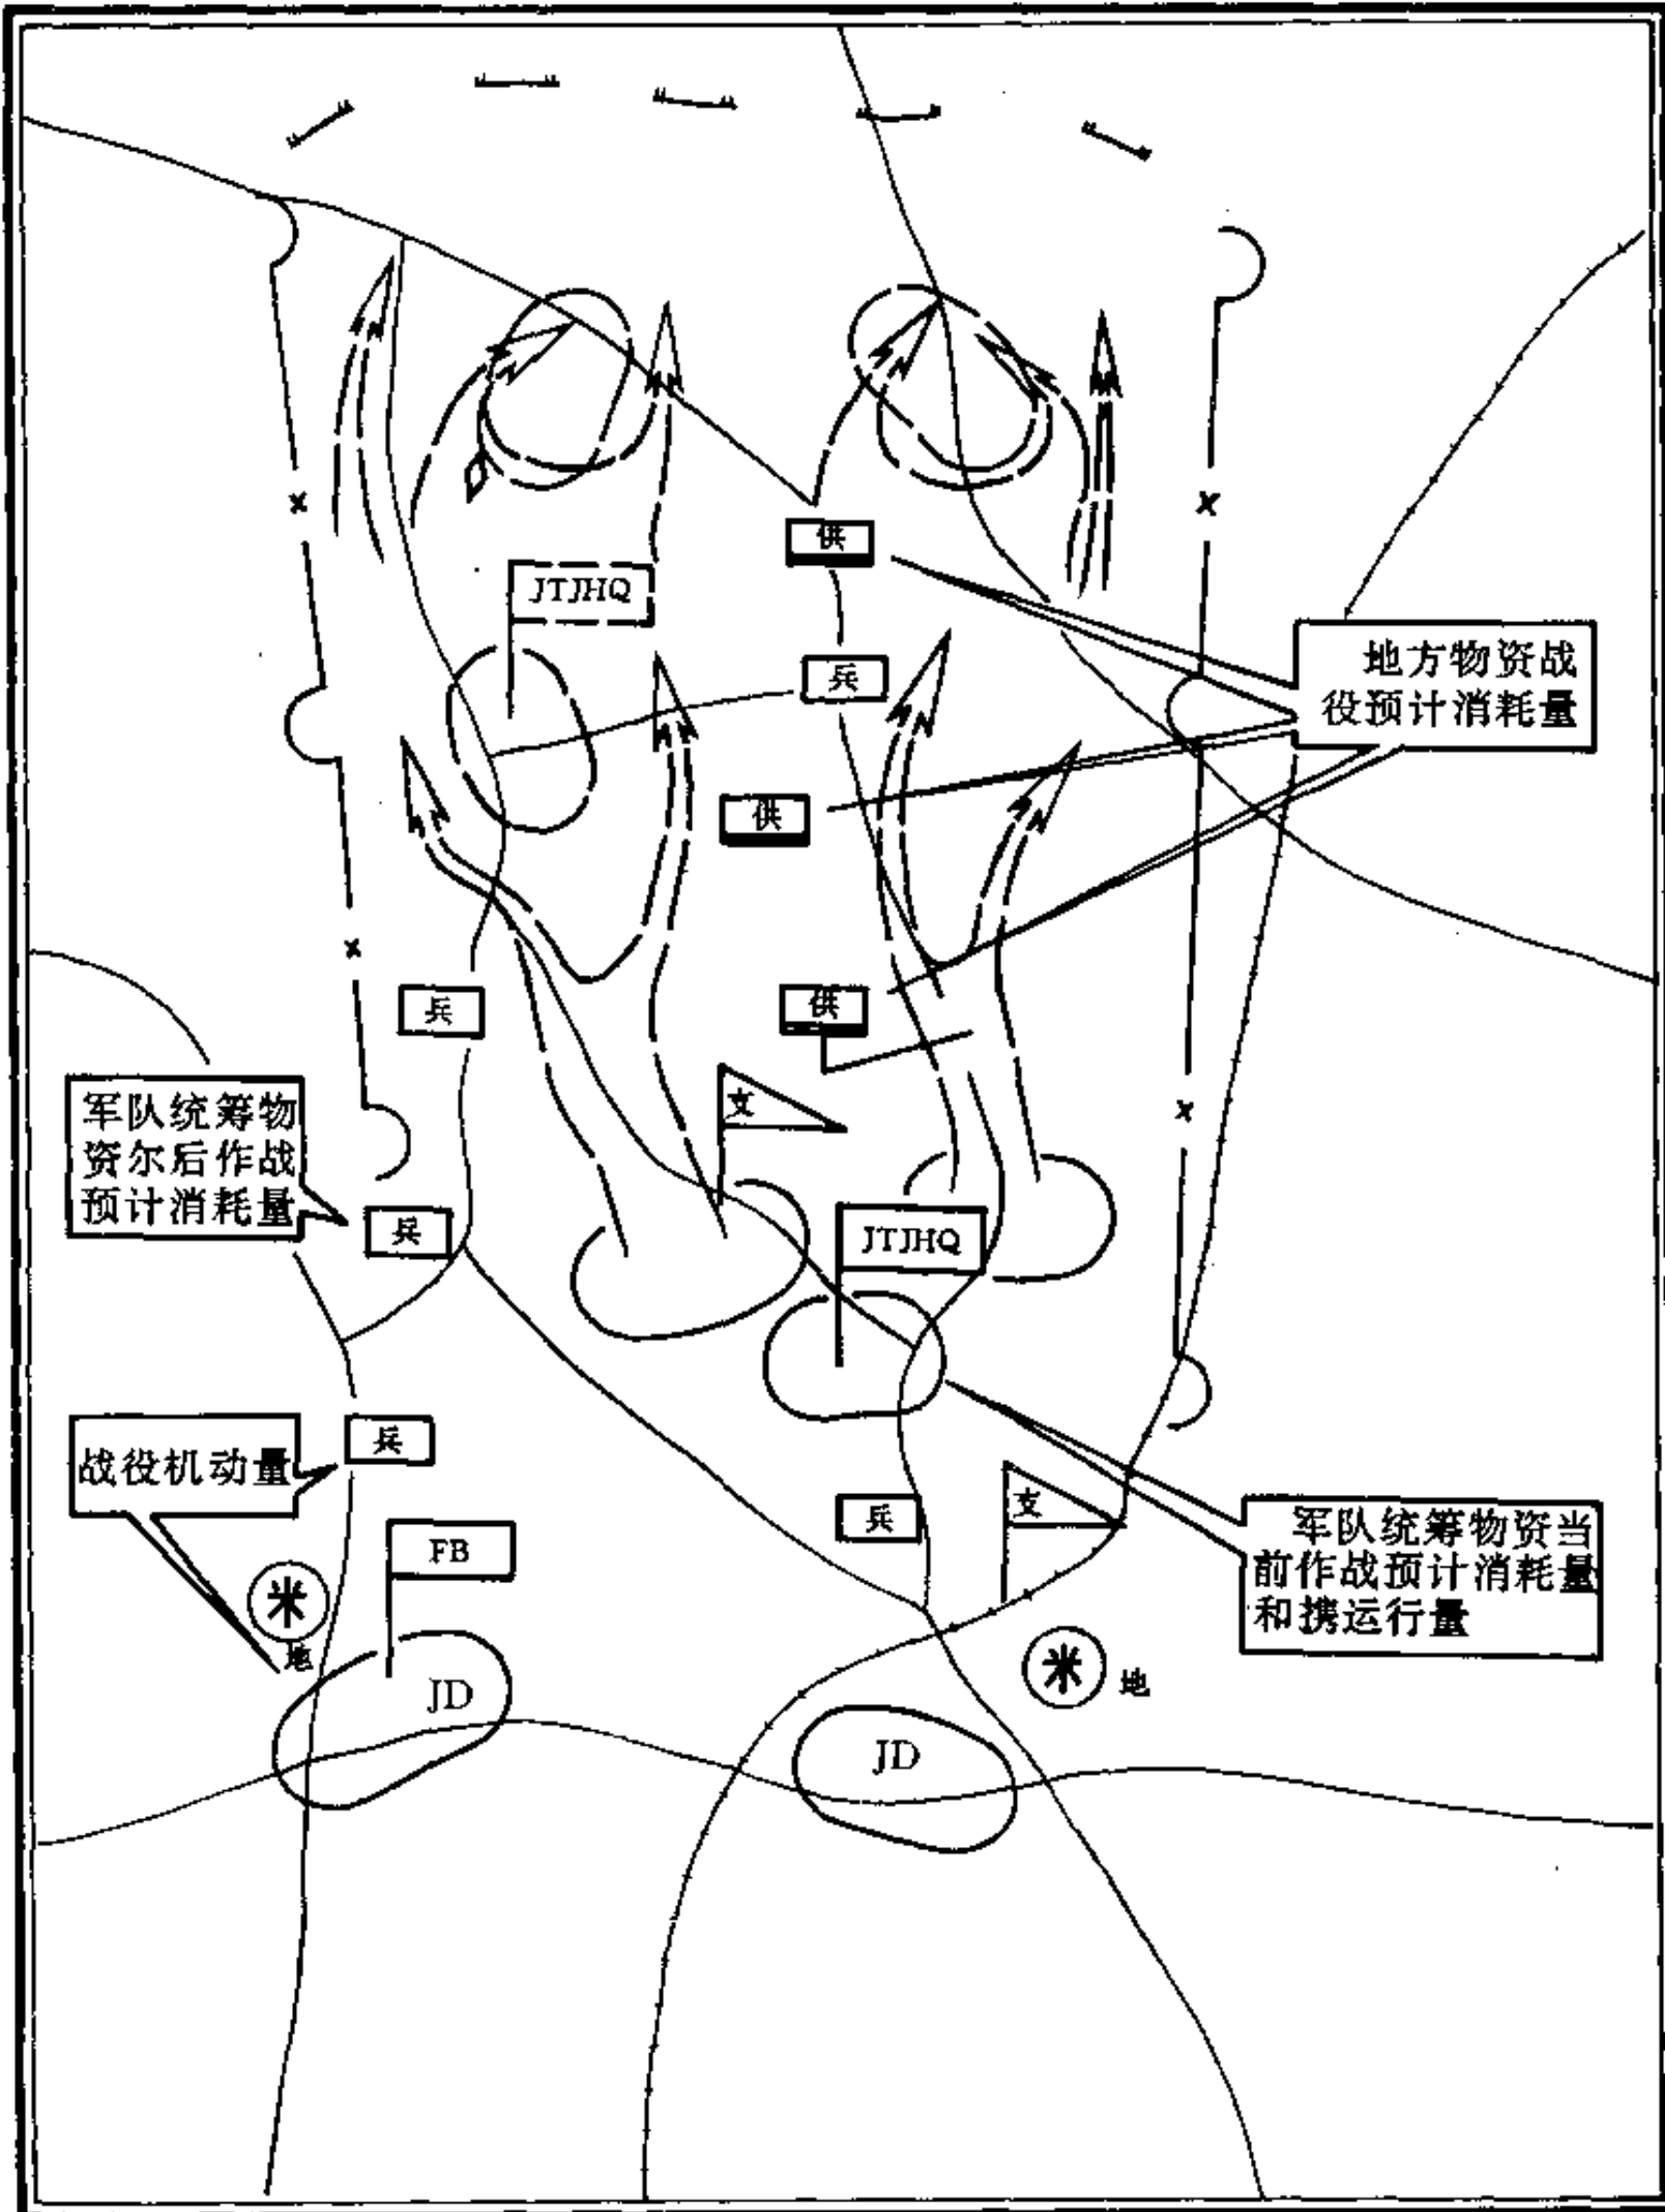 供
JTJHQ
兵
地方物资战
役预计消耗量
供
兵
供
支
军队统筹物
资尔后作战
预计消耗量
兵
JTJHQ
战役机动量
兵
兵
支
FB
军队统筹物资当
前作战预计消耗量
和携运行量
米
地
米
地
JD
JD